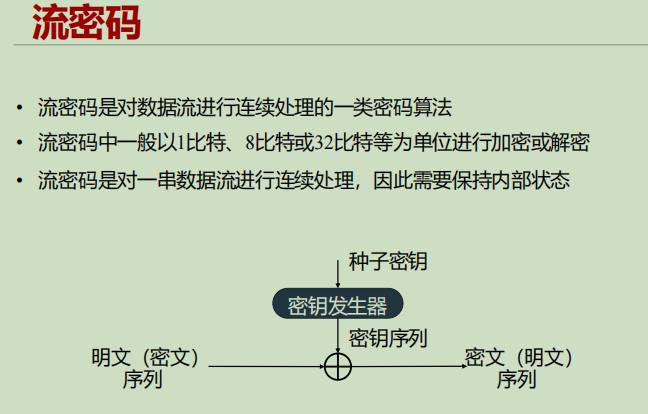 流密码
• 流密码是对数据流进行连续处理的一类密码算法
• 流密码中一般以1比特、8比特或32比特等为单位进行加密或解密
• 流密码是对一串数据流进行连续处理，因此需要保持内部状态
种子密钥
密钥发生器
密钥序列
明文（密文）
序列
密文（明文）
序列